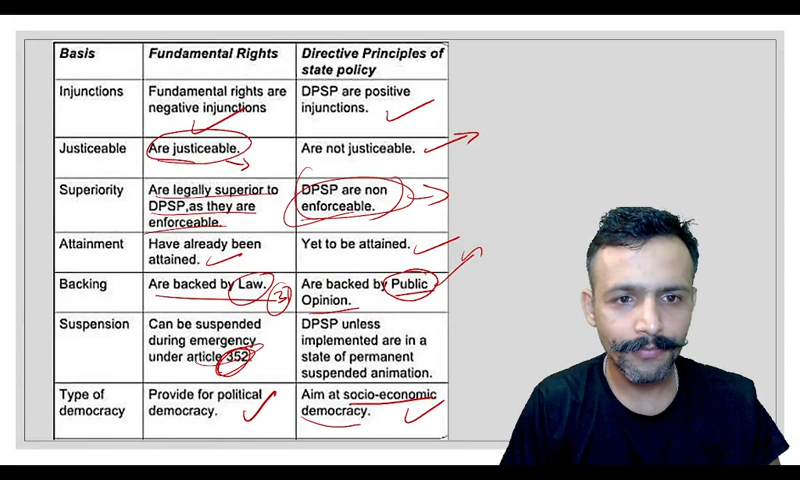 Basis Fundamental Rights Directive Principles of
state policy
Injunctions Fundamental rights are DPSP are positive
negative injunctions injunctions.
Justiceable Are justiceable. Are not justiceable.
Superiority Are legally superior to DPSP are non
DPSP,as they are enforceable.
enforceable.
Attainment Have already been Yet to be attained.
attained.
Backing Are backed by Law. Are backed by Public
Opinion.
Suspension Can be suspended DPSP unless
during emergency implemented are in a
under article 352 state of permanent
suspended animation.
Type of Provide for political Aim at socio-economic
democracy democracy. democracy.